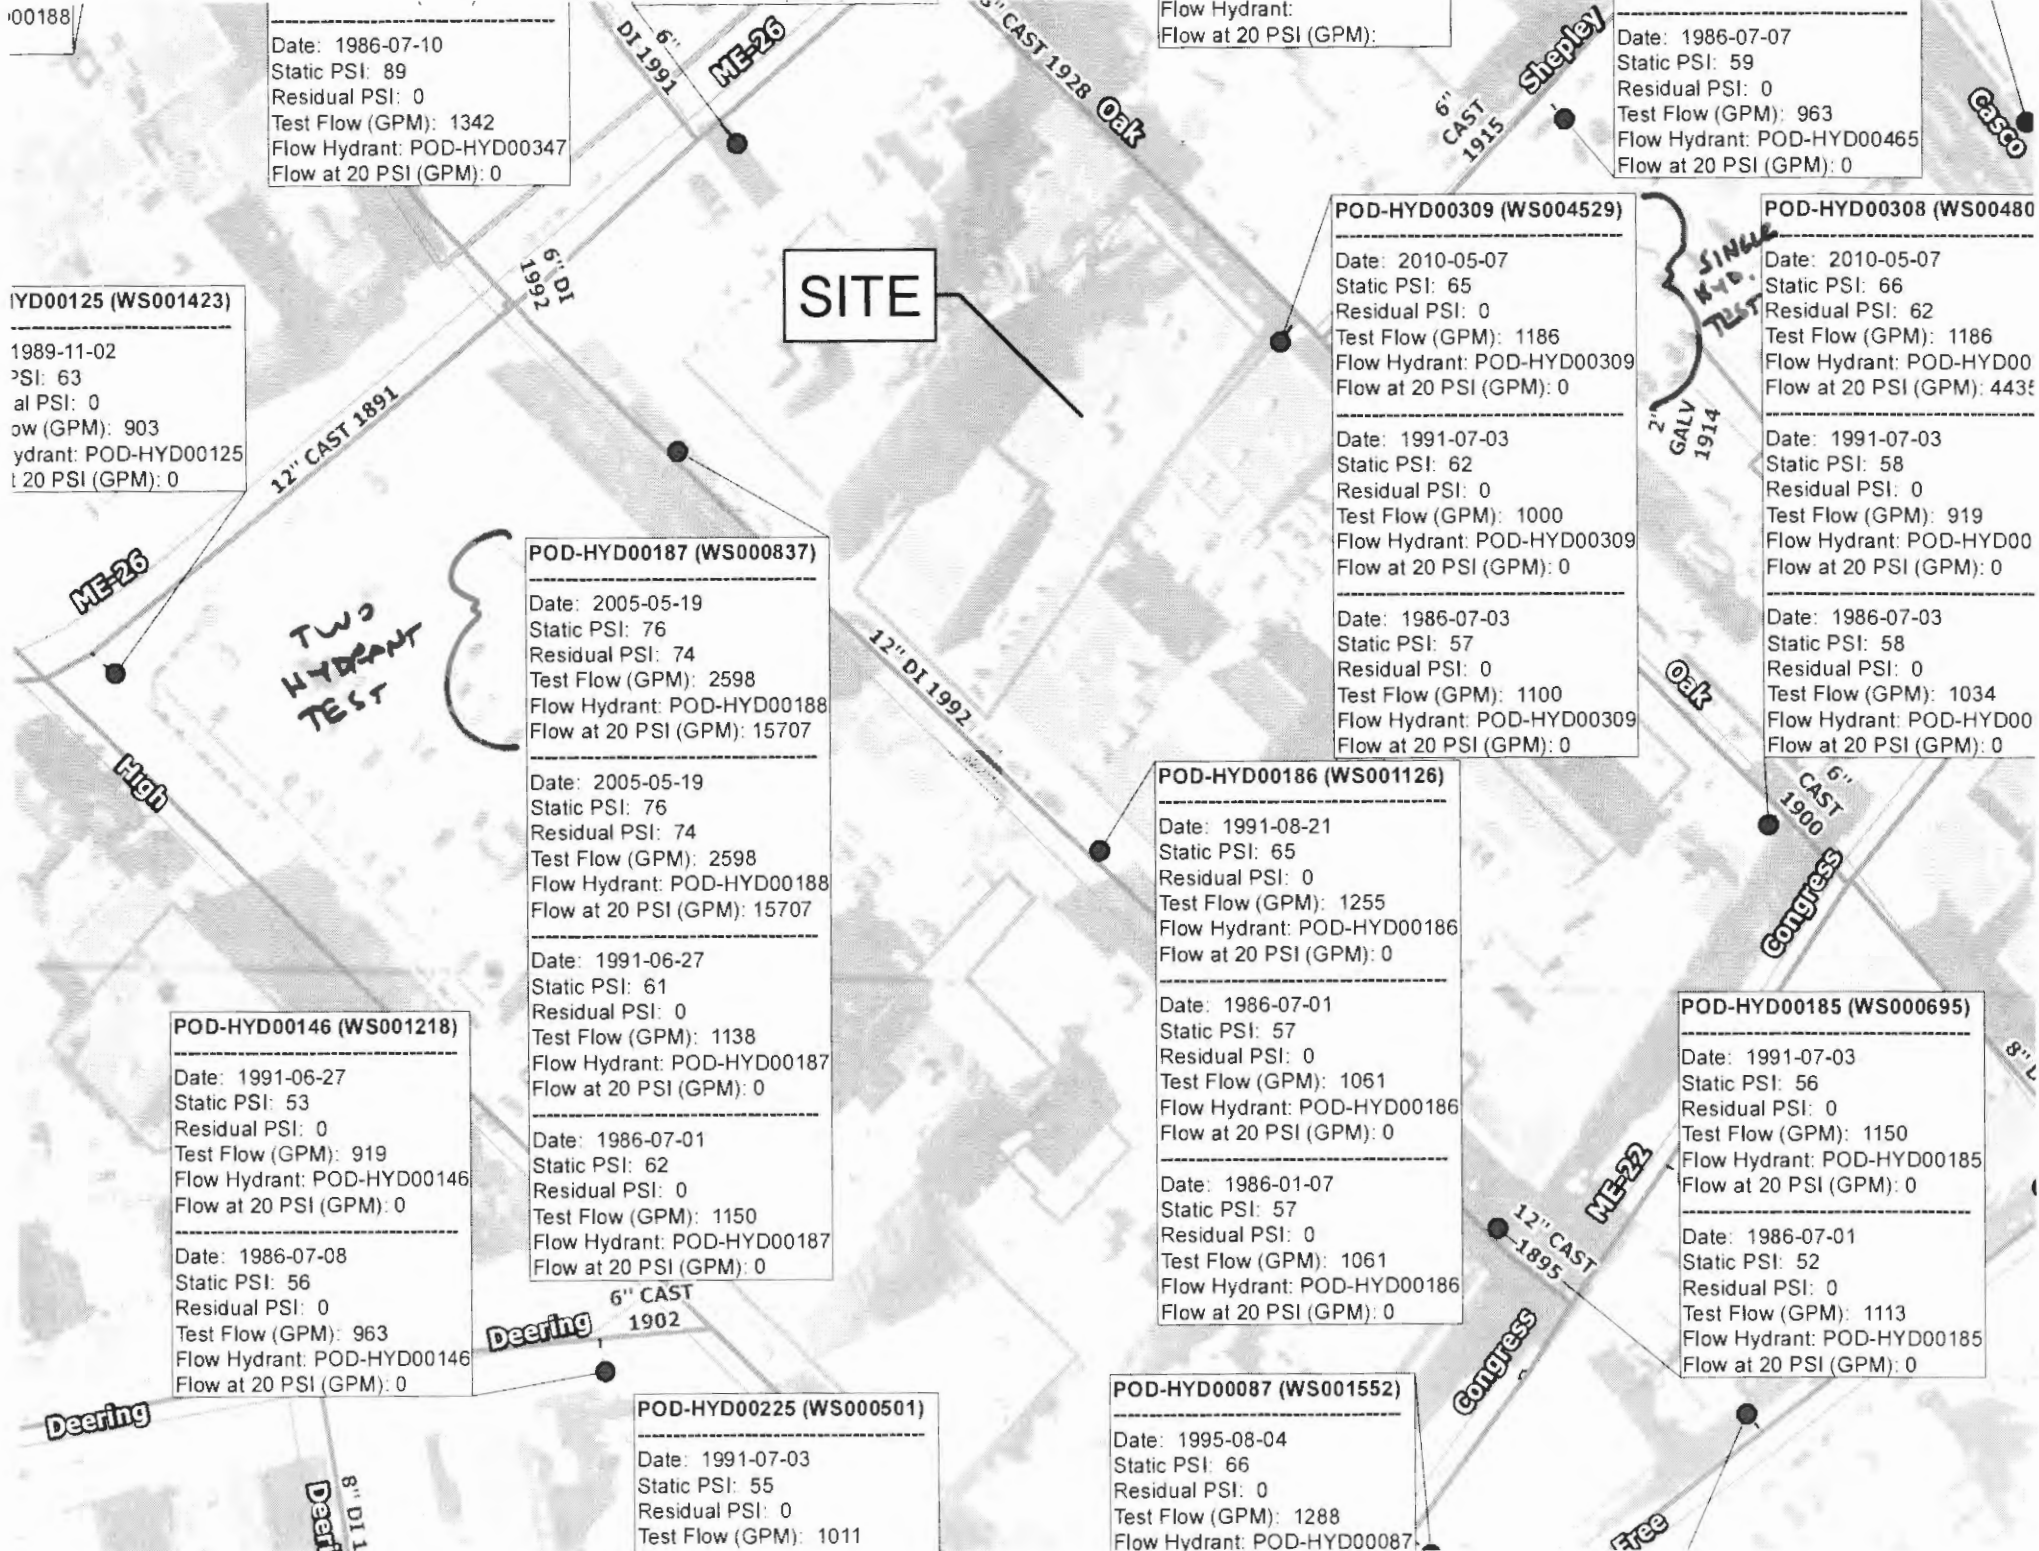 00188
Date: 1986-07-10
Static PSI: 89
Residual PSI: 0
Test Flow (GPM): 1342
Flow Hydrant: POD-HYD00347
Flow at 20 PSI (GPM): 0
6"
DI 1991
ME-26
CAST 1928
Oak
Flow Hydrant:
Flow at 20 PSI (GPM):
Shepley
6"
CAST
1915
Date: 1986-07-07
Static PSI: 59
Residual PSI: 0
Test Flow (GPM): 963
Flow Hydrant: POD-HYD00465
Flow at 20 PSI (GPM): 0
Casco
YD00125 (WS001423)
1989-11-02
PSI: 63
al PSI: 0
ow (GPM): 903
ydrant: POD-HYD00125
t 20 PSI (GPM): 0
12" CAST 1891
6" DI
1992
SITE
POD-HYD00309 (WS004529)
Date: 2010-05-07
Static PSI: 65
Residual PSI: 0
Test Flow (GPM): 1186
Flow Hydrant: POD-HYD00309
Flow at 20 PSI (GPM): 0
Date: 1991-07-03
Static PSI: 62
Residual PSI: 0
Test Flow (GPM): 1000
Flow Hydrant: POD-HYD00309
Flow at 20 PSI (GPM): 0
Date: 1986-07-03
Static PSI: 57
Residual PSI: 0
Test Flow (GPM): 1100
Flow Hydrant: POD-HYD00309
Flow at 20 PSI (GPM): 0
SINGLE
HYD.
TEST
2"
GALV
1914
POD-HYD00308 (WS00480
Date: 2010-05-07
Static PSI: 66
Residual PSI: 62
Test Flow (GPM): 1186
Flow Hydrant: POD-HYD00
Flow at 20 PSI (GPM): 443
Date: 1991-07-03
Static PSI: 58
Residual PSI: 0
Test Flow (GPM): 919
Flow Hydrant: POD-HYD00
Flow at 20 PSI (GPM): 0
Date: 1986-07-03
Static PSI: 58
Residual PSI: 0
Test Flow (GPM): 1034
Flow Hydrant: POD-HYD00
Flow at 20 PSI (GPM): 0
ME-26
TWO
HYDRANT
TEST
POD-HYD00187 (WS000837)
Date: 2005-05-19
Static PSI: 76
Residual PSI: 74
Test Flow (GPM): 2598
Flow Hydrant: POD-HYD00188
Flow at 20 PSI (GPM): 15707
Date: 2005-05-19
Static PSI: 76
Residual PSI: 74
Test Flow (GPM): 2598
Flow Hydrant: POD-HYD00188
Flow at 20 PSI (GPM): 15707
Date: 1991-06-27
Static PSI: 61
Residual PSI: 0
Test Flow (GPM): 1138
Flow Hydrant: POD-HYD00187
Flow at 20 PSI (GPM): 0
Date: 1986-07-01
Static PSI: 62
Residual PSI: 0
Test Flow (GPM): 1150
Flow Hydrant: POD-HYD00187
Flow at 20 PSI (GPM): 0
12" DI 1992
Oak
6"
CAST
1900
High
POD-HYD00186 (WS001126)
Date: 1991-08-21
Static PSI: 65
Residual PSI: 0
Test Flow (GPM): 1255
Flow Hydrant: POD-HYD00186
Flow at 20 PSI (GPM): 0
Date: 1986-07-01
Static PSI: 57
Residual PSI: 0
Test Flow (GPM): 1061
Flow Hydrant: POD-HYD00186
Flow at 20 PSI (GPM): 0
Date: 1986-01-07
Static PSI: 57
Residual PSI: 0
Test Flow (GPM): 1061
Flow Hydrant: POD-HYD00186
Flow at 20 PSI (GPM): 0
Congress
POD-HYD00146 (WS001218)
Date: 1991-06-27
Static PSI: 53
Residual PSI: 0
Test Flow (GPM): 919
Flow Hydrant: POD-HYD00146
Flow at 20 PSI (GPM): 0
Date: 1986-07-08
Static PSI: 56
Residual PSI: 0
Test Flow (GPM): 963
Flow Hydrant: POD-HYD00146
Flow at 20 PSI (GPM): 0
POD-HYD00185 (WS000695)
Date: 1991-07-03
Static PSI: 56
Residual PSI: 0
Test Flow (GPM): 1150
Flow Hydrant: POD-HYD00185
Flow at 20 PSI (GPM): 0
Date: 1986-07-01
Static PSI: 52
Residual PSI: 0
Test Flow (GPM): 1113
Flow Hydrant: POD-HYD00185
Flow at 20 PSI (GPM): 0
8"
ME-22
12" CAST
1895
Congress
6" CAST
1902
Deering
Deering
Deeri
8" DI 1
POD-HYD00225 (WS000501)
Date: 1991-07-03
Static PSI: 55
Residual PSI: 0
Test Flow (GPM): 1011
POD-HYD00087 (WS001552)
Date: 1995-08-04
Static PSI: 66
Residual PSI: 0
Test Flow (GPM): 1288
Flow Hydrant: POD-HYD00087
Free